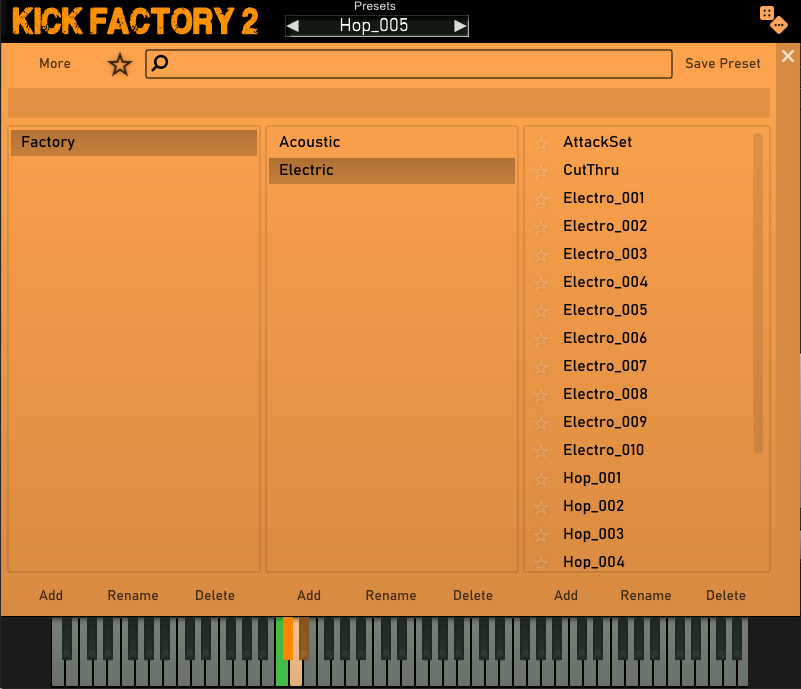 KICK FACTORY 2
Presets
Hop_005
More
Save Preset
Factory
Acoustic
Electric
AttackSet
CutThru
Electro_001
Electro_002
Electro_003
Electro_004
Electro_005
Electro_006
Electro_007
Electro_008
Electro_009
Electro_010
Hop_001
Hop_002
Hop_003
Hop_004
Add Rename Delete
Add Rename Delete
Add Rename Delete